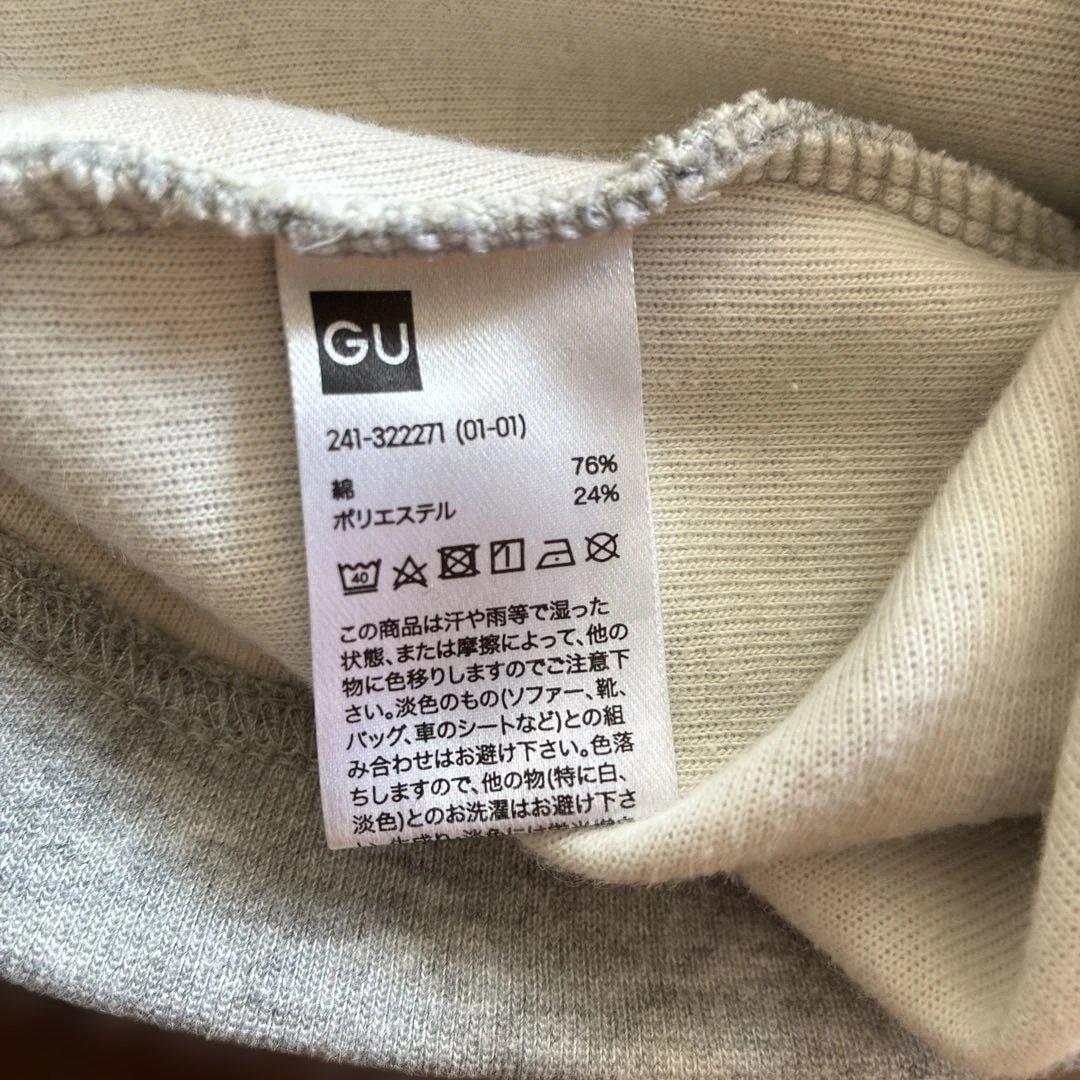 GU
241-322271 (01-01)
綿 76%
ポリエステル 24%
40
この商品は汗や雨等で湿った
状態、または摩擦によって、他の
物に色移りしますのでご注意下
さい。淡色のもの(ソファー、靴、
バッグ、車のシートなど)との組
み合わせはお避け下さい。色落
ちしますので、他の物(特に白、
淡色)とのお洗濯はお避け下さ